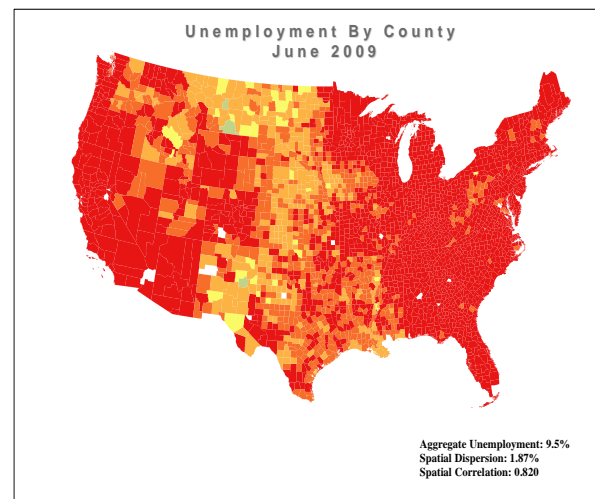 Unemployment By County
June 2009
Aggregate Unemployment: 9.5%
Spatial Dispersion: 1.87%
Spatial Correlation: 0.820